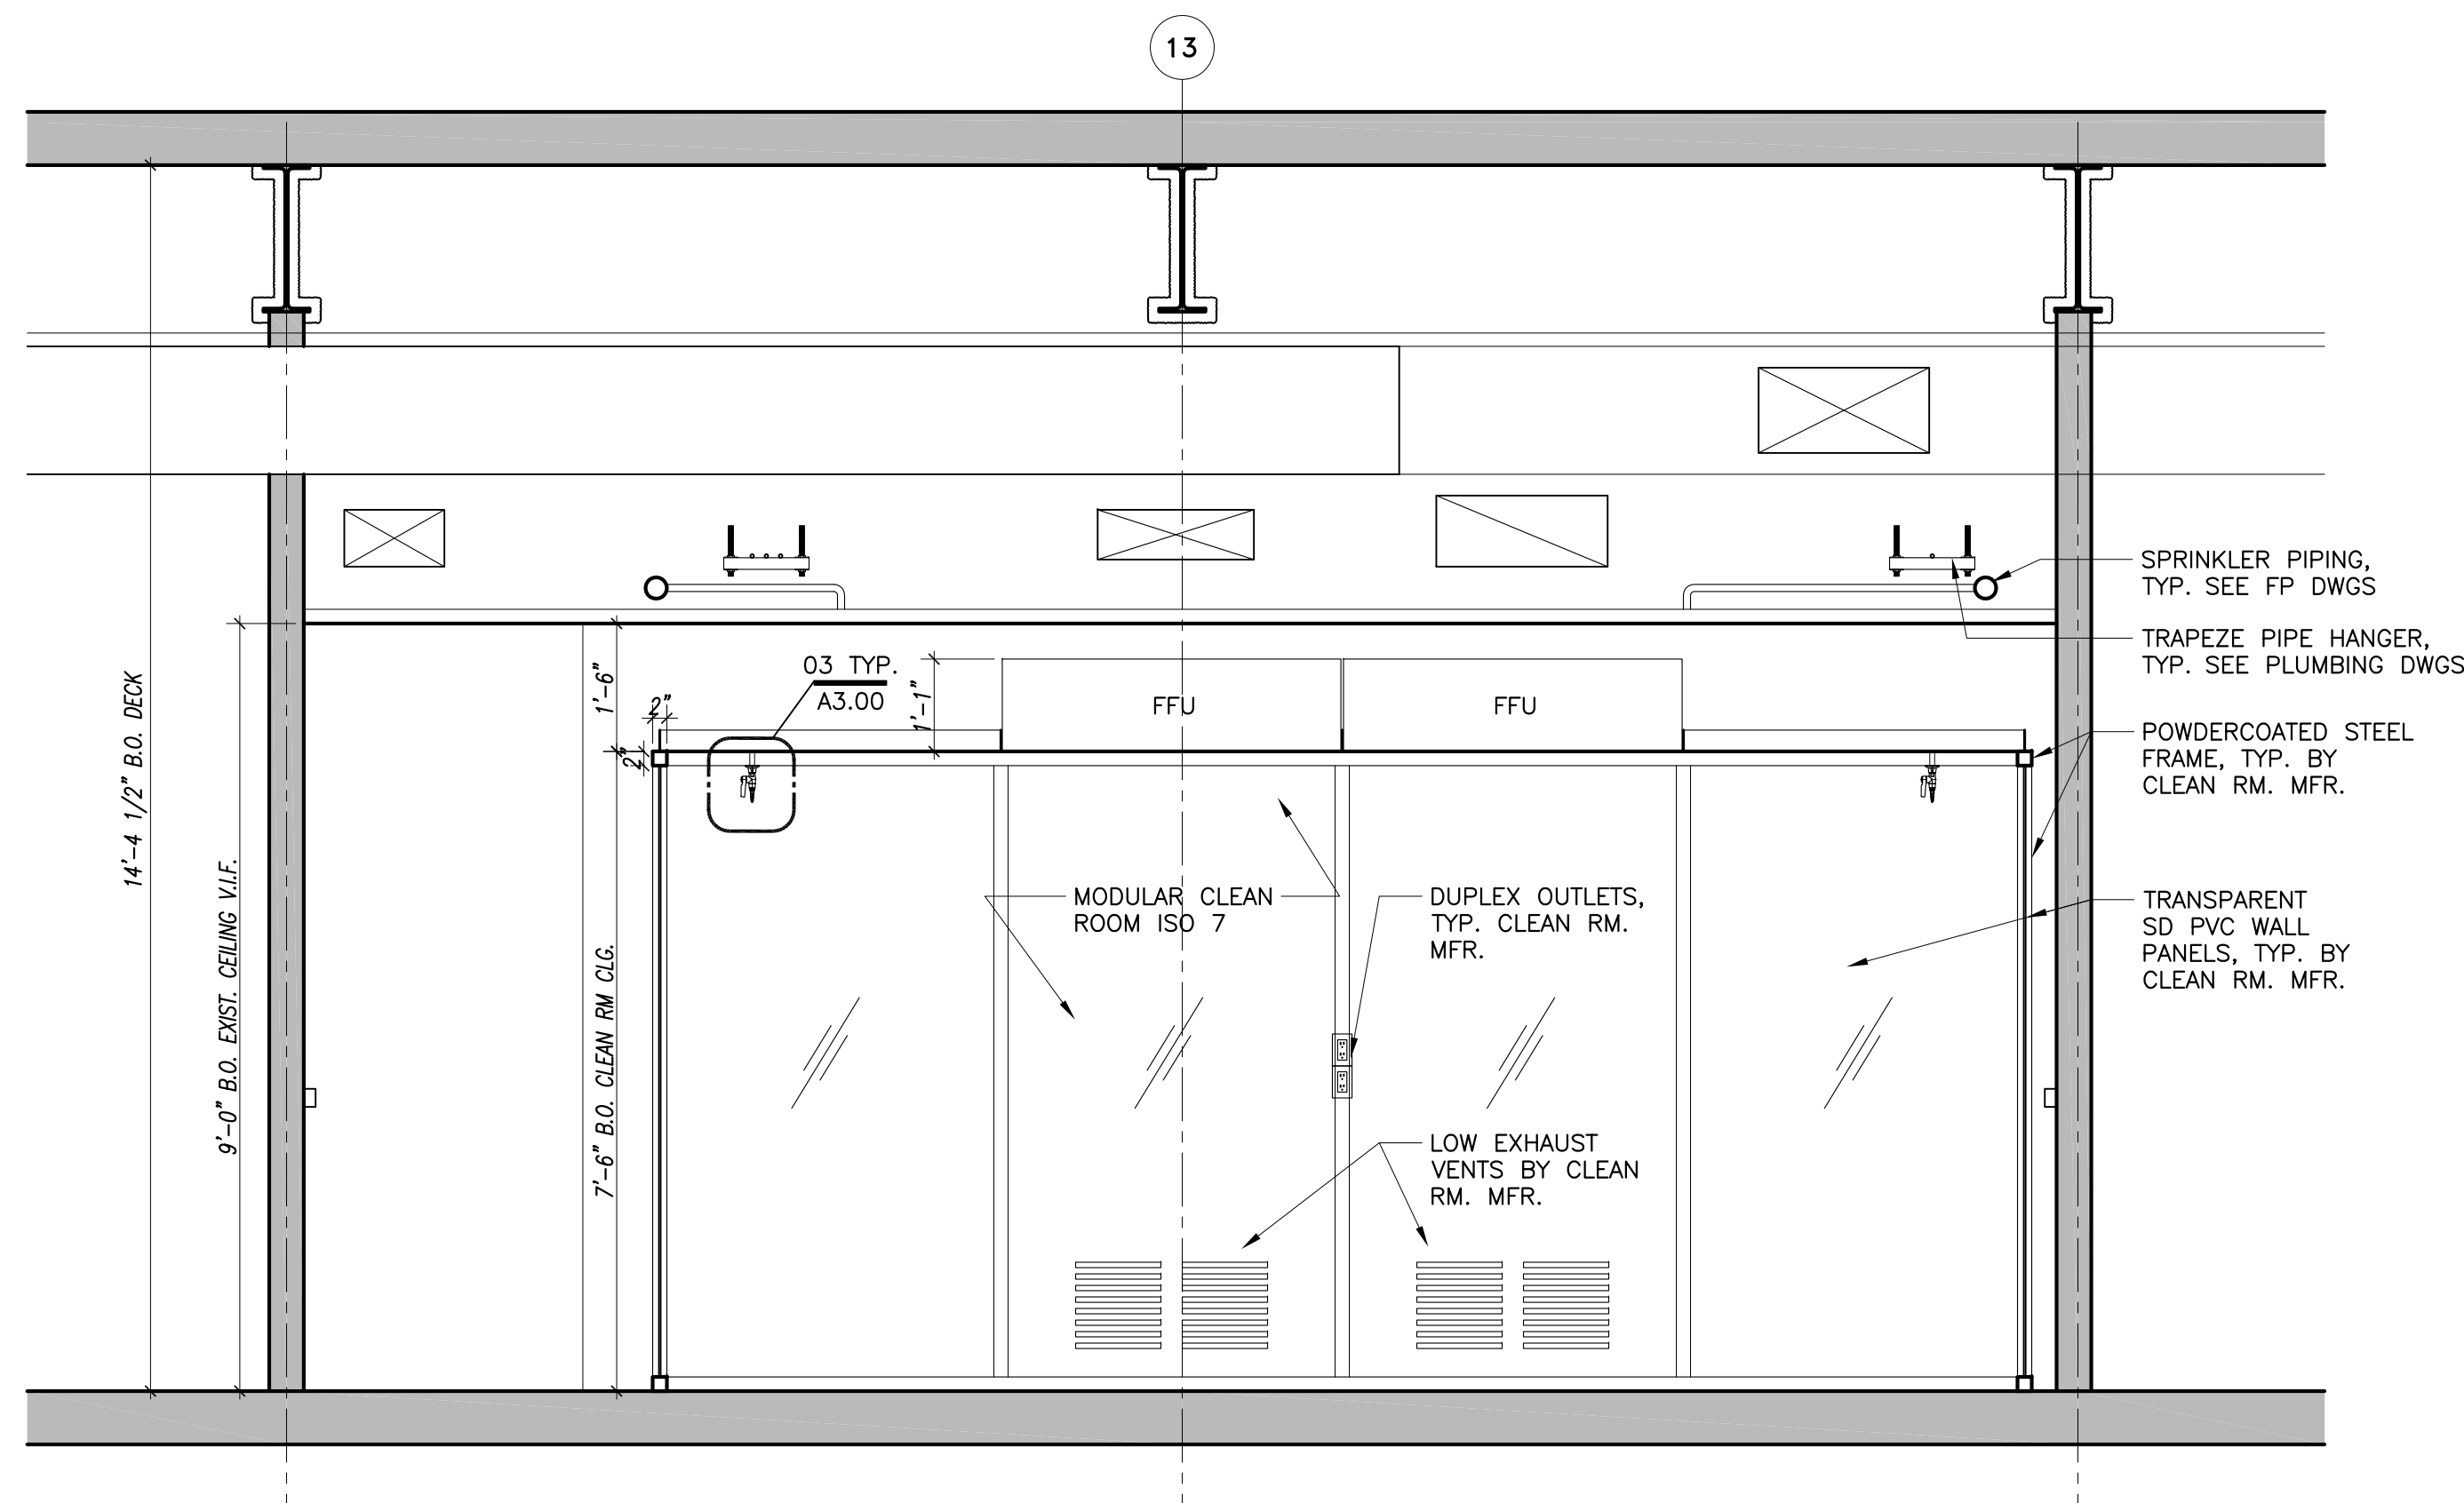 13
SPRINKLER PIPING,
TYP. SEE FP DWGS
TRAPEZE PIPE HANGER,
TYP. SEE PLUMBING DWGS
03 TYP.
A3.00
1'-6"
2"
2"
1'-1"
FFU
FFU
POWDERCOATED STEEL
FRAME, TYP. BY
CLEAN RM. MFR.
14'-4 1/2" B.O. DECK
9'-0" B.O. EXIST. CEILING V.I.F.
7'-6" B.O. CLEAN RM CLG.
MODULAR CLEAN
ROOM ISO 7
DUPLEX OUTLETS,
TYP. CLEAN RM.
MFR.
TRANSPARENT
SD PVC WALL
PANELS, TYP. BY
CLEAN RM. MFR.
LOW EXHAUST
VENTS BY CLEAN
RM. MFR.